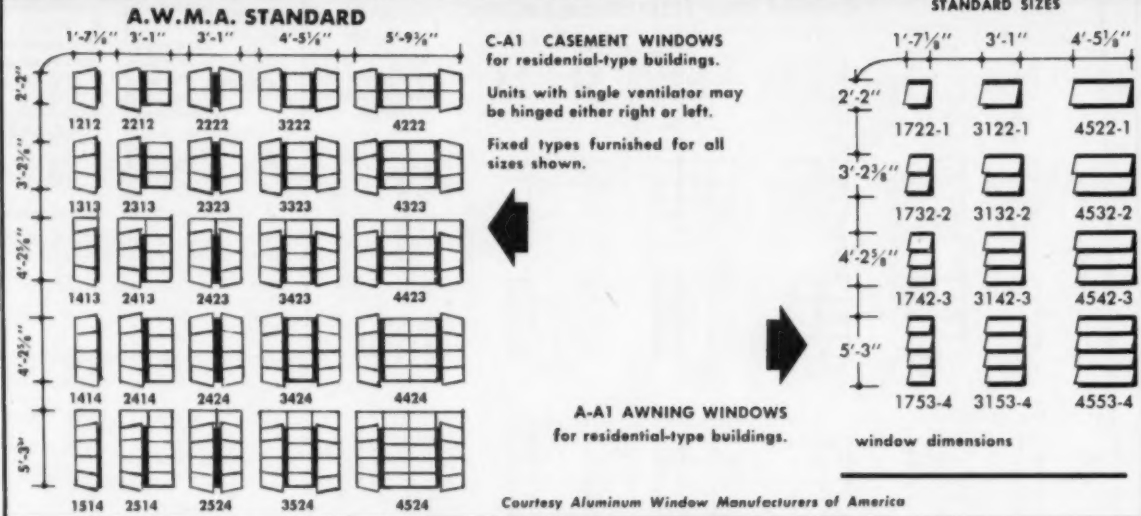 A.W.M.A. STANDARD
1'-7⅛" 3'-1" 3'-1" 4'-5⅛" 5'-9⅜"
2'-2"
1212 2212 2222 3222 4222
3'-2⅜"
1313 2313 2323 3323 4323
4'-2⅝"
1413 2413 2423 3423 4423
4'-2⅝"
1414 2414 2424 3424 4424
5'-3"
1514 2514 2524 3524 4524
C-A1 CASEMENT WINDOWS
for residential-type buildings.
Units with single ventilator may
be hinged either right or left.
Fixed types furnished for all
sizes shown.
A-A1 AWNING WINDOWS
for residential-type buildings.
STANDARD SIZES
1'-7⅛" 3'-1" 4'-5⅛"
2'-2"
1722-1 3122-1 4522-1
3'-2⅜"
1732-2 3132-2 4532-2
4'-2⅝"
1742-3 3142-3 4542-3
5'-3"
1753-4 3153-4 4553-4
window dimensions
Courtesy Aluminum Window Manufacturers of America